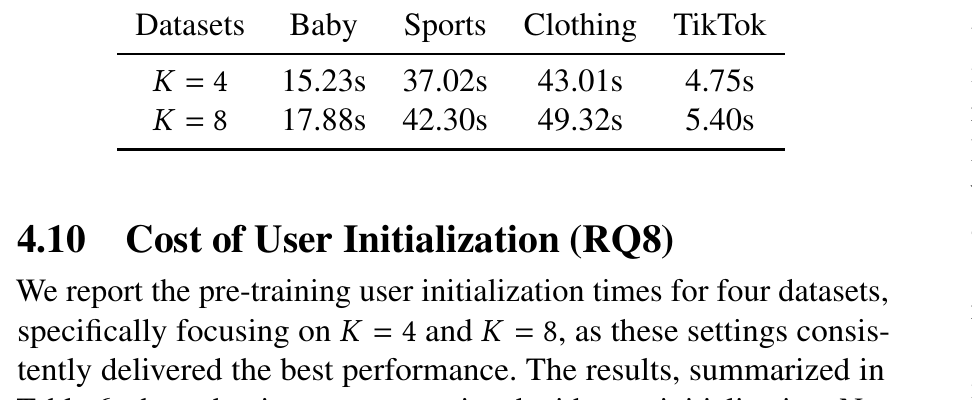 Datasets Baby Sports Clothing TikTok
K = 4 15.23s 37.02s 43.01s 4.75s
K = 8 17.88s 42.30s 49.32s 5.40s
4.10 Cost of User Initialization (RQ8)
We report the pre-training user initialization times for four datasets,
specifically focusing on K = 4 and K = 8, as these settings consis-
tently delivered the best performance. The results, summarized in